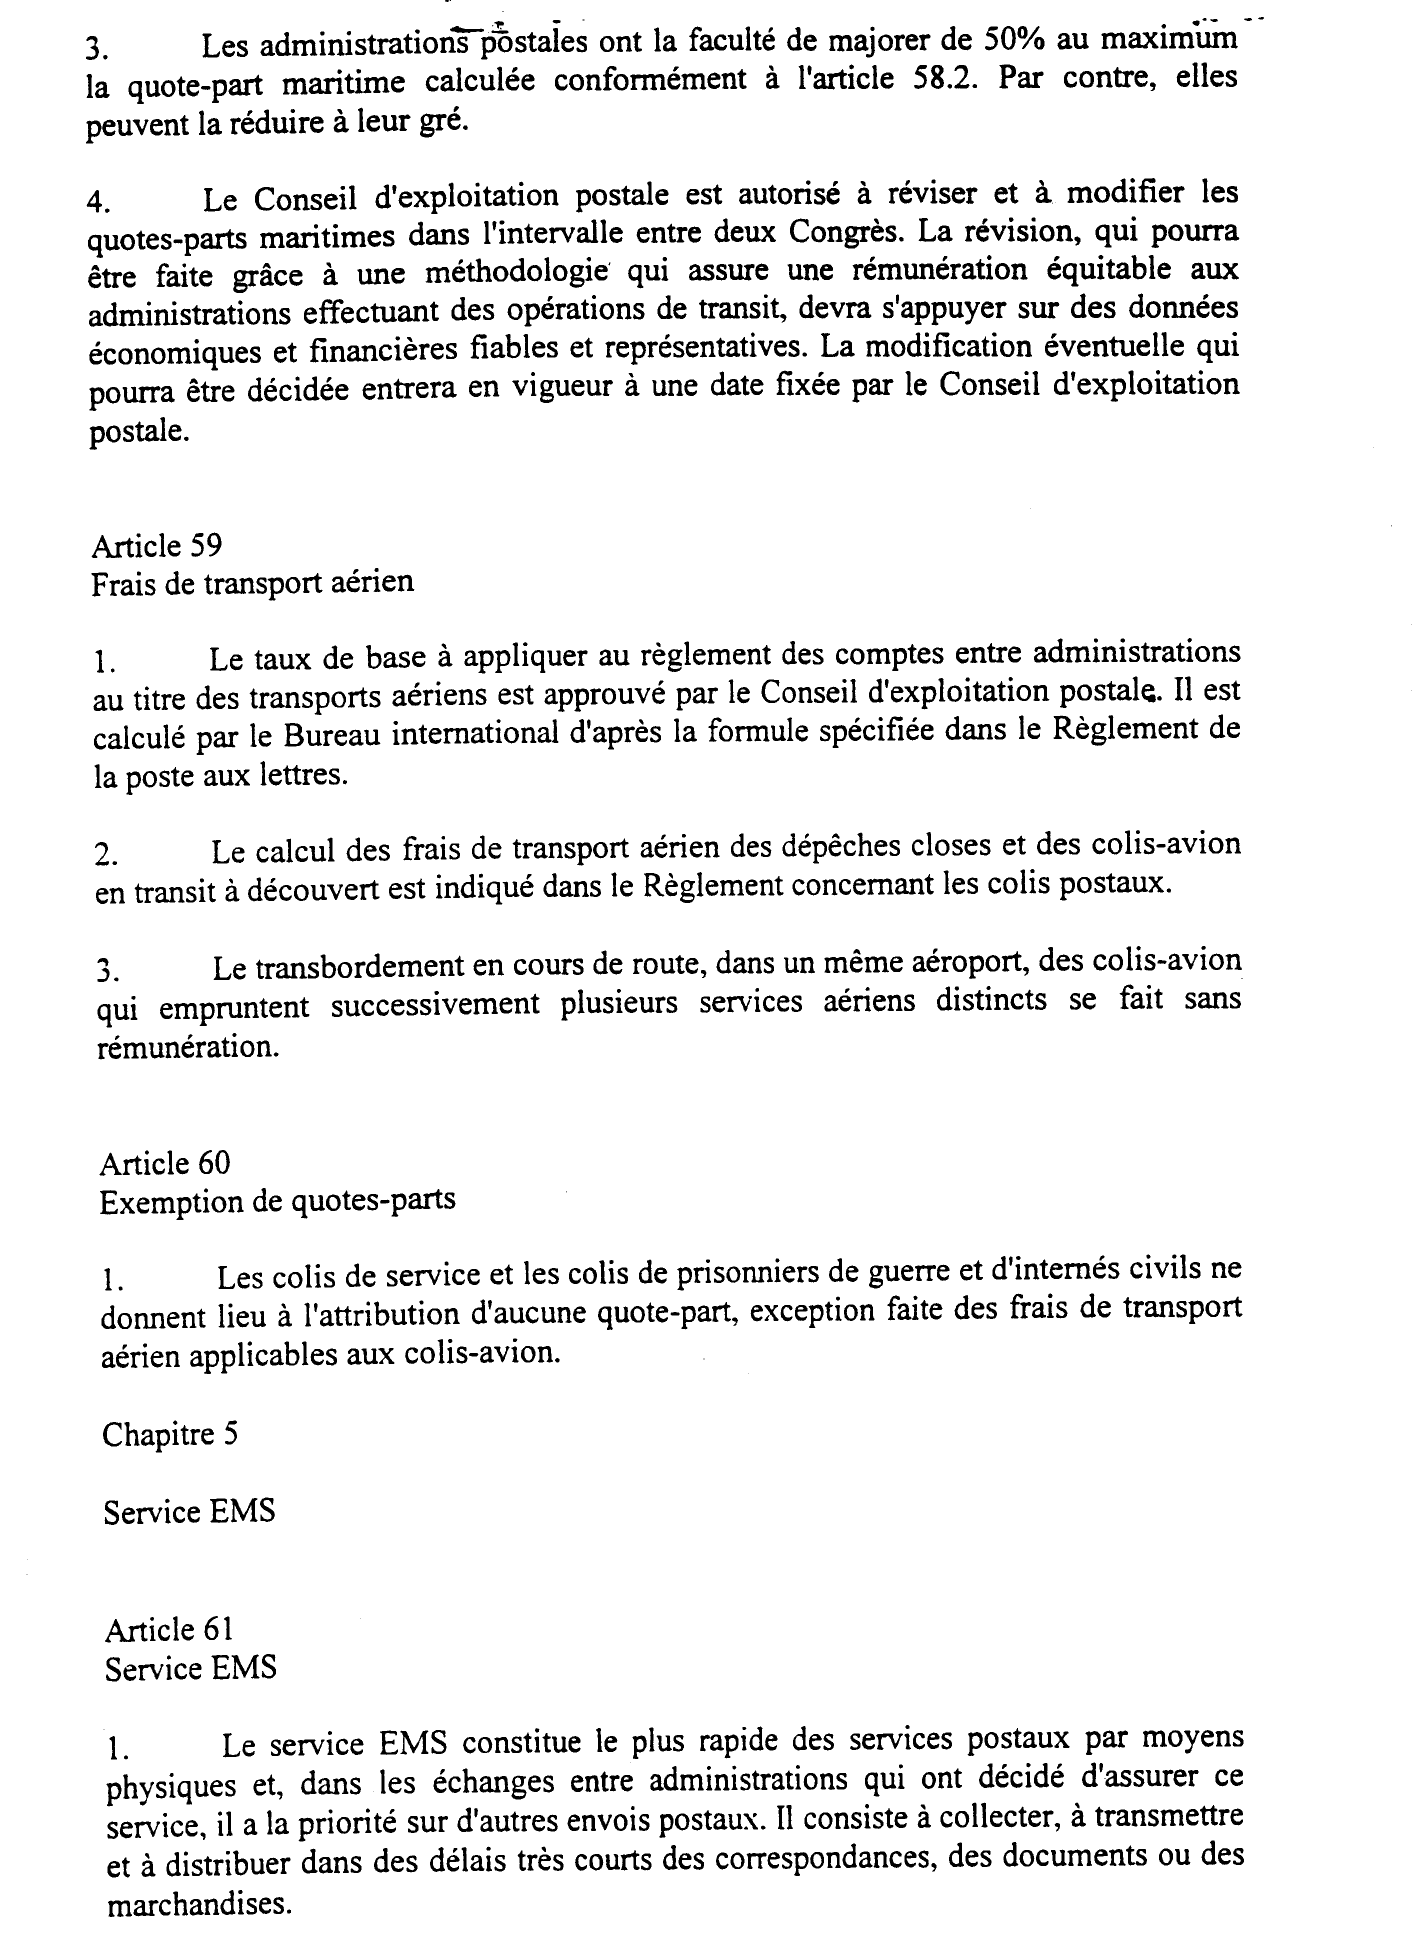 3. Les administrations postales ont la faculté de majorer de 50% au maximum
la quote-part maritime calculée conformément à l'article 58.2. Par contre, elles
peuvent la réduire à leur gré.
4. Le Conseil d'exploitation postale est autorisé à réviser et à modifier les
quotes-parts maritimes dans l'intervalle entre deux Congrès. La révision, qui pourra
être faite grâce à une méthodologie qui assure une rémunération équitable aux
administrations effectuant des opérations de transit, devra s'appuyer sur des données
économiques et financières fiables et représentatives. La modification éventuelle qui
pourra être décidée entrera en vigueur à une date fixée par le Conseil d'exploitation
postale.
Article 59
Frais de transport aérien
1. Le taux de base à appliquer au règlement des comptes entre administrations
au titre des transports aériens est approuvé par le Conseil d'exploitation postale. Il est
calculé par le Bureau international d'après la formule spécifiée dans le Règlement de
la poste aux lettres.
2. Le calcul des frais de transport aérien des dépêches closes et des colis-avion
en transit à découvert est indiqué dans le Règlement concernant les colis postaux.
3. Le transbordement en cours de route, dans un même aéroport, des colis-avion
qui empruntent successivement plusieurs services aériens distincts se fait sans
rémunération.
Article 60
Exemption de quotes-parts
1. Les colis de service et les colis de prisonniers de guerre et d'internés civils ne
donnent lieu à l'attribution d'aucune quote-part, exception faite des frais de transport
aérien applicables aux colis-avion.
Chapitre 5
Service EMS
Article 61
Service EMS
1. Le service EMS constitue le plus rapide des services postaux par moyens
physiques et, dans les échanges entre administrations qui ont décidé d'assurer ce
service, il a la priorité sur d'autres envois postaux. Il consiste à collecter, à transmettre
et à distribuer dans des délais très courts des correspondances, des documents ou des
marchandises.